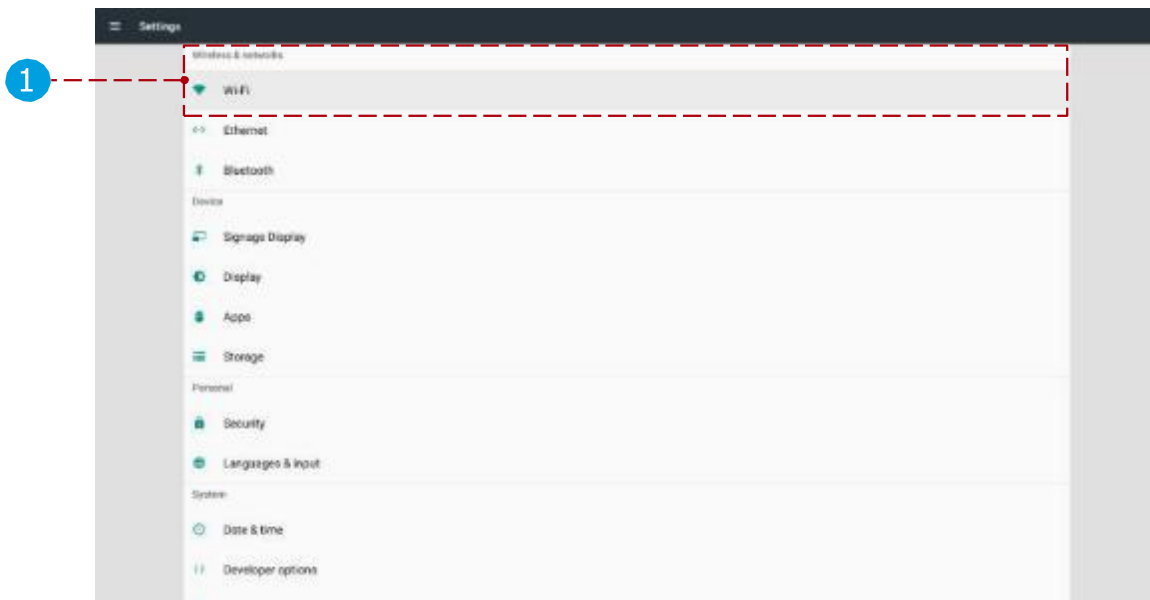 Settings
Wireless & networks
1
Wi-Fi
Ethernet
Bluetooth
Device
Signage Display
Display
Apps
Storage
Personal
Security
Languages & input
System
Date & time
Developer options